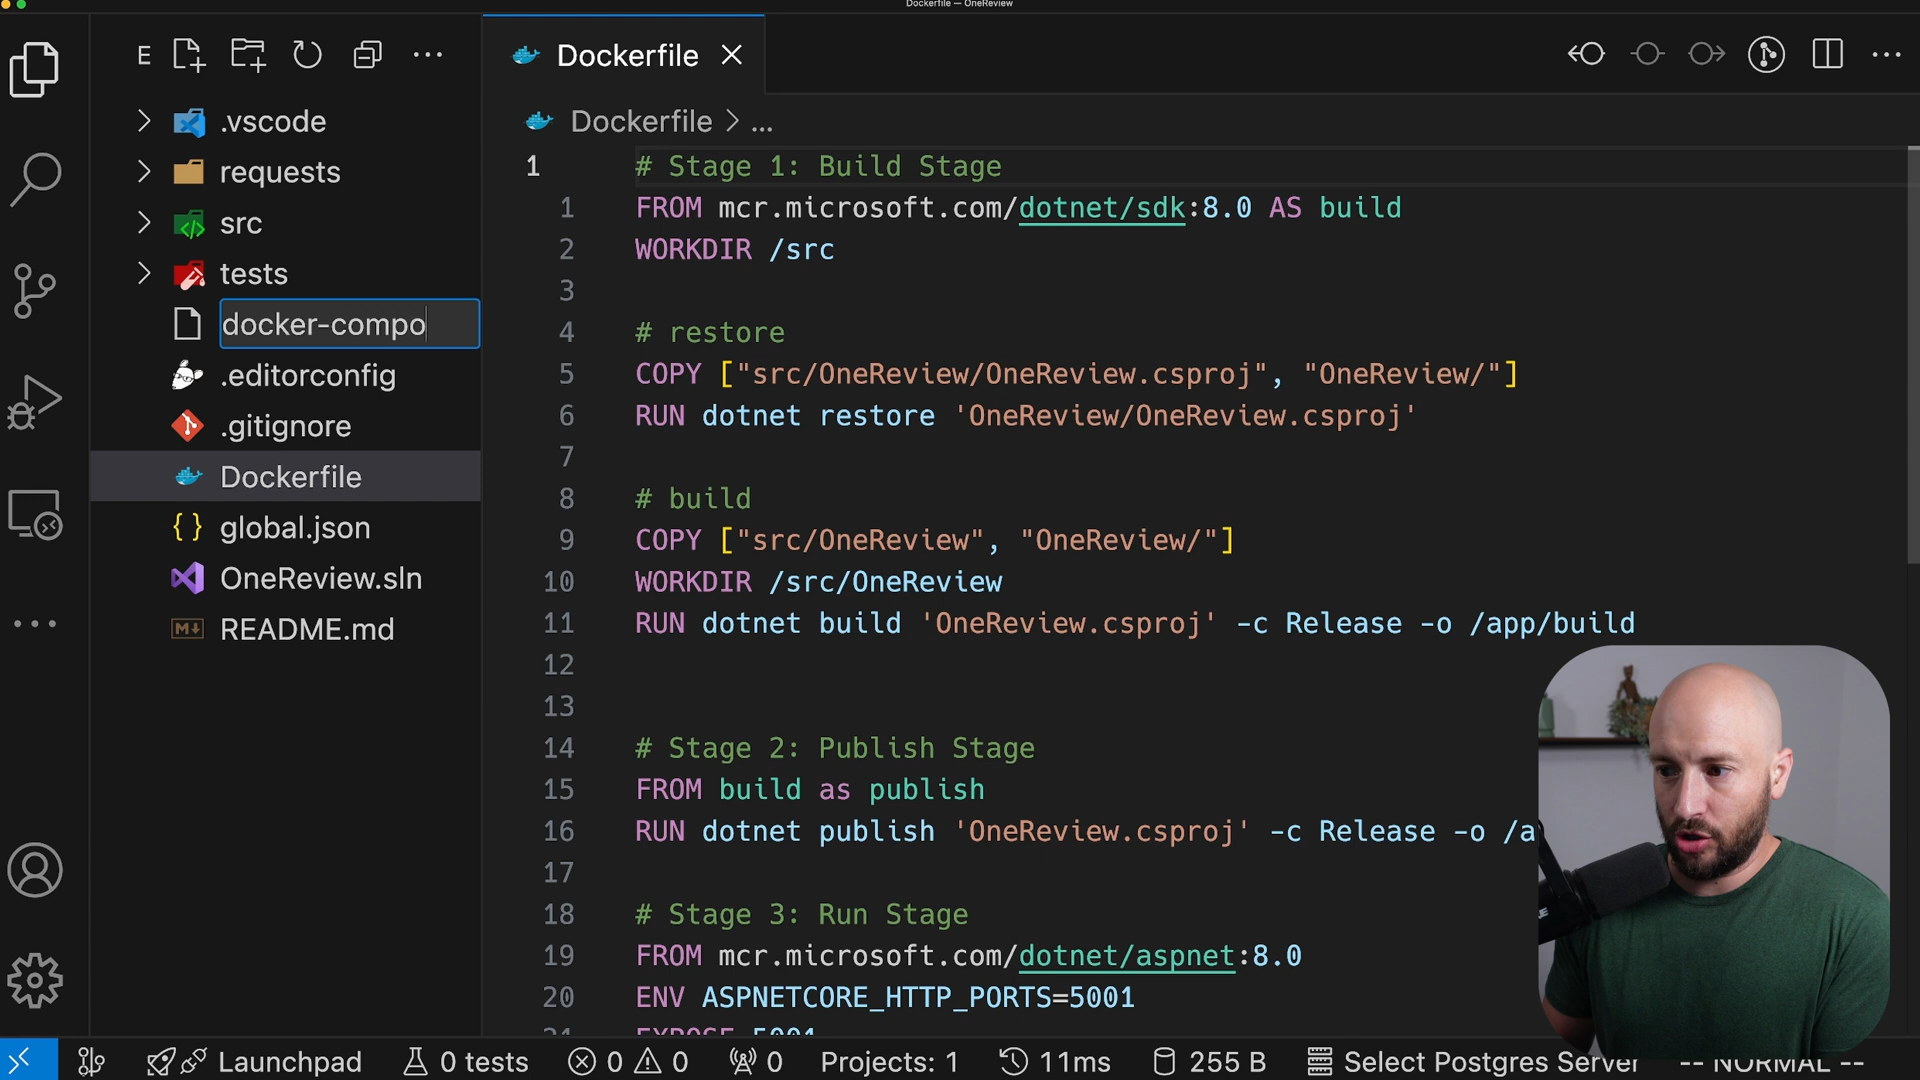 Dockerfile — OneReview
E
Dockerfile
Dockerfile > ...
.vscode
requests
src
tests
docker-compo
.editorconfig
.gitignore
Dockerfile
{ } global.json
OneReview.sln
README.md
1 # Stage 1: Build Stage
1 FROM mcr.microsoft.com/dotnet/sdk:8.0 AS build
2 WORKDIR /src
3
4 # restore
5 COPY ["src/OneReview/OneReview.csproj", "OneReview/"]
6 RUN dotnet restore 'OneReview/OneReview.csproj'
7
8 # build
9 COPY ["src/OneReview", "OneReview/"]
10 WORKDIR /src/OneReview
11 RUN dotnet build 'OneReview.csproj' -c Release -o /app/build
12
13
14 # Stage 2: Publish Stage
15 FROM build as publish
16 RUN dotnet publish 'OneReview.csproj' -c Release -o /a
17
18 # Stage 3: Run Stage
19 FROM mcr.microsoft.com/dotnet/aspnet:8.0
20 ENV ASPNETCORE_HTTP_PORTS=5001
21 EXPOSE 5001
Launchpad 0 tests 0 0 0 Projects: 1 11ms 255 B Select Postgres Server -- NORMAL --